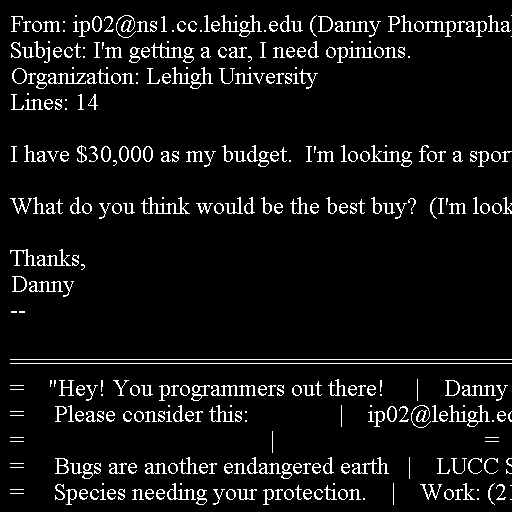 From: ip02@ns1.cc.lehigh.edu (Danny Phornprapha)
Subject: I'm getting a car, I need opinions.
Organization: Lehigh University
Lines: 14
I have $30,000 as my budget.  I'm looking for a spor
What do you think would be the best buy?  (I'm look
Thanks,
Danny
--
==========================================
=    "Hey! You programmers out there!     |    Danny
=     Please consider this:               |    ip02@lehigh.e
=                                         |                                   =
=     Bugs are another endangered earth   |    LUCC S
=     Species needing your protection.    |    Work: (21